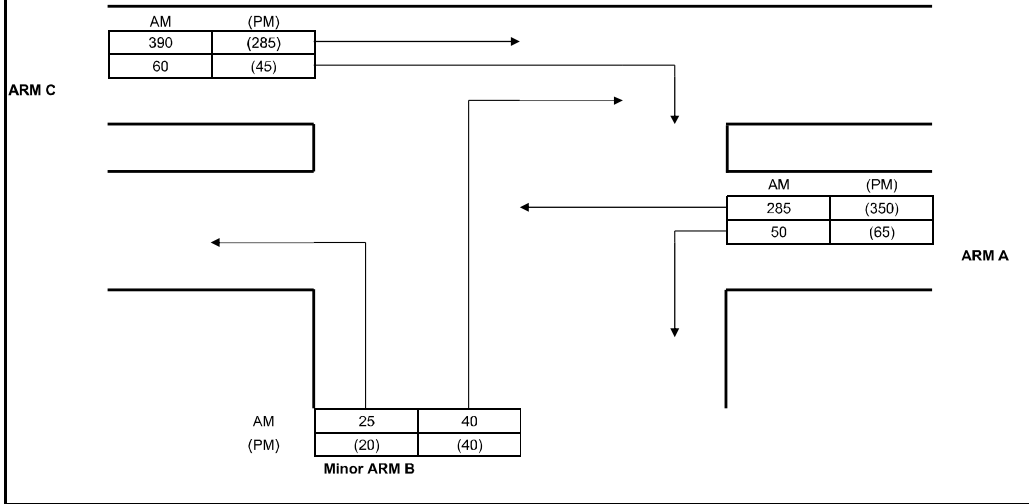 AM (PM)
390 (285)
60 (45)
ARM C
AM (PM)
285 (350)
50 (65)
ARM A
AM 25 40
(PM) (20) (40)
Minor ARM B